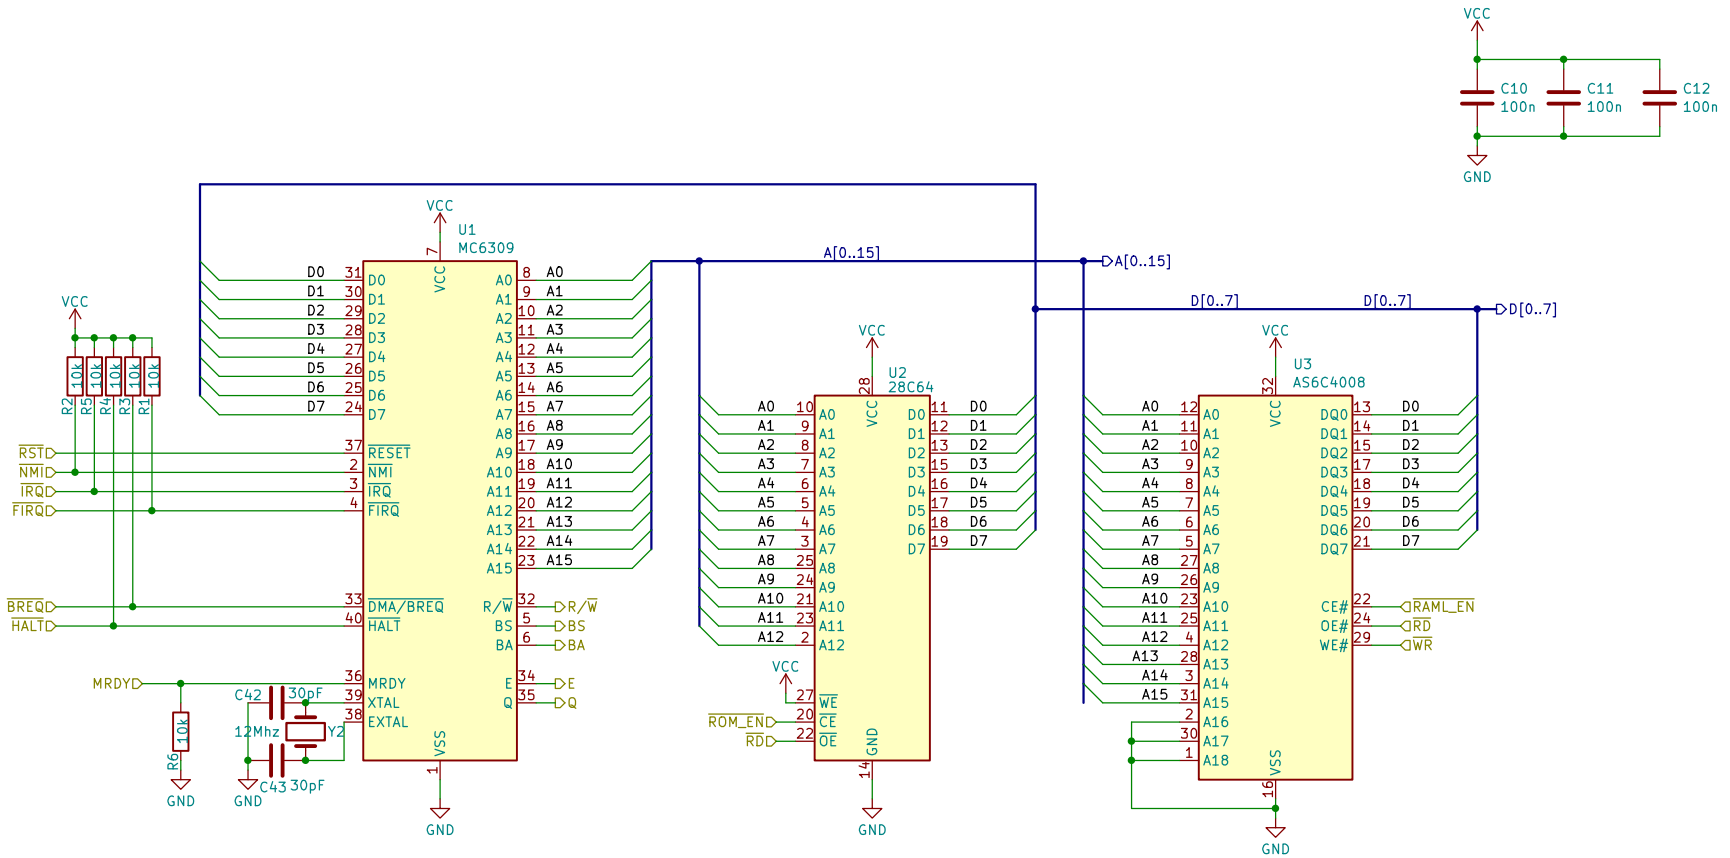 VCC
C10
100n
C11
100n
C12
100n
GND
VCC
U1
MC6309
A[0..15]
A[0..15]
D[0..7]
D[0..7]
D[0..7]
7
VCC
D0
31
D0
D1
30
D1
D2
29
D2
D3
28
D3
D4
27
D4
D5
26
D5
D6
25
D6
D7
24
D7
A0
8
A0
A1
9
A1
A2
10
A2
A3
11
A3
A4
12
A4
A5
13
A5
A6
14
A6
A7
15
A7
A8
16
A8
A9
17
A9
A10
18
A10
A11
19
A11
A12
20
A12
A13
21
A13
A14
22
A14
A15
23
A15
VCC
10k
10k
10k
10k
10k
R2
R5
R4
R3
R1
RST
37
RESET
NMI
2
NMI
IRQ
3
IRQ
FIRQ
4
FIRQ
BREQ
33
DMA/BREQ
HALT
40
HALT
R/W
32
R/W
BS
5
BS
BA
6
BA
MRDY
36
MRDY
39
XTAL
38
EXTAL
E
34
E
Q
35
Q
C42
30pF
12Mhz
Y2
C43
30pF
10k
R6
GND
GND
VSS
1
GND
VCC
U2
28C64
28
VCC
A0
10
A0
A1
9
A1
A2
8
A2
A3
7
A3
A4
6
A4
A5
5
A5
A6
4
A6
A7
3
A7
A8
25
A8
A9
24
A9
A10
21
A10
A11
23
A11
A12
2
A12
D0
11
D0
D1
12
D1
D2
13
D2
D3
15
D3
D4
16
D4
D5
17
D5
D6
18
D6
D7
19
D7
VCC
27
WE
ROM_EN
20
CE
RD
22
OE
GND
14
GND
VCC
U3
AS6C4008
32
VCC
A0
12
A0
A1
11
A1
A2
10
A2
A3
9
A3
A4
8
A4
A5
7
A5
A6
6
A6
A7
5
A7
A8
27
A8
A9
26
A9
A10
23
A10
A11
25
A11
A12
4
A12
A13
28
A13
A14
3
A14
A15
31
A15
2
A16
30
A17
1
A18
DQ0
13
D0
DQ1
14
D1
DQ2
15
D2
DQ3
17
D3
DQ4
18
D4
DQ5
19
D5
DQ6
20
D6
DQ7
21
D7
CE#
22
RAML_EN
OE#
24
RD
WE#
29
WR
VSS
16
GND